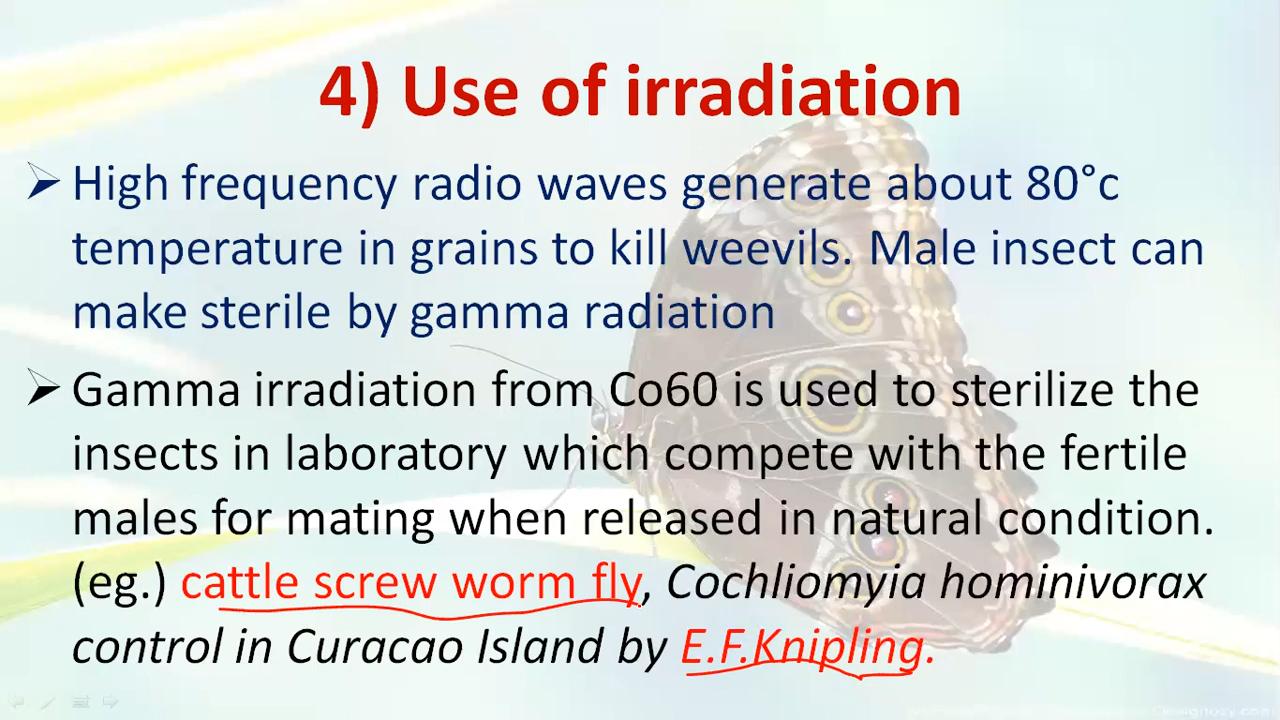 4) Use of irradiation
➢ High frequency radio waves generate about 80°c
temperature in grains to kill weevils. Male insect can
make sterile by gamma radiation
➢ Gamma irradiation from Co60 is used to sterilize the
insects in laboratory which compete with the fertile
males for mating when released in natural condition.
(eg.) cattle screw worm fly, Cochliomyia hominivorax
control in Curacao Island by E.F.Knipling.